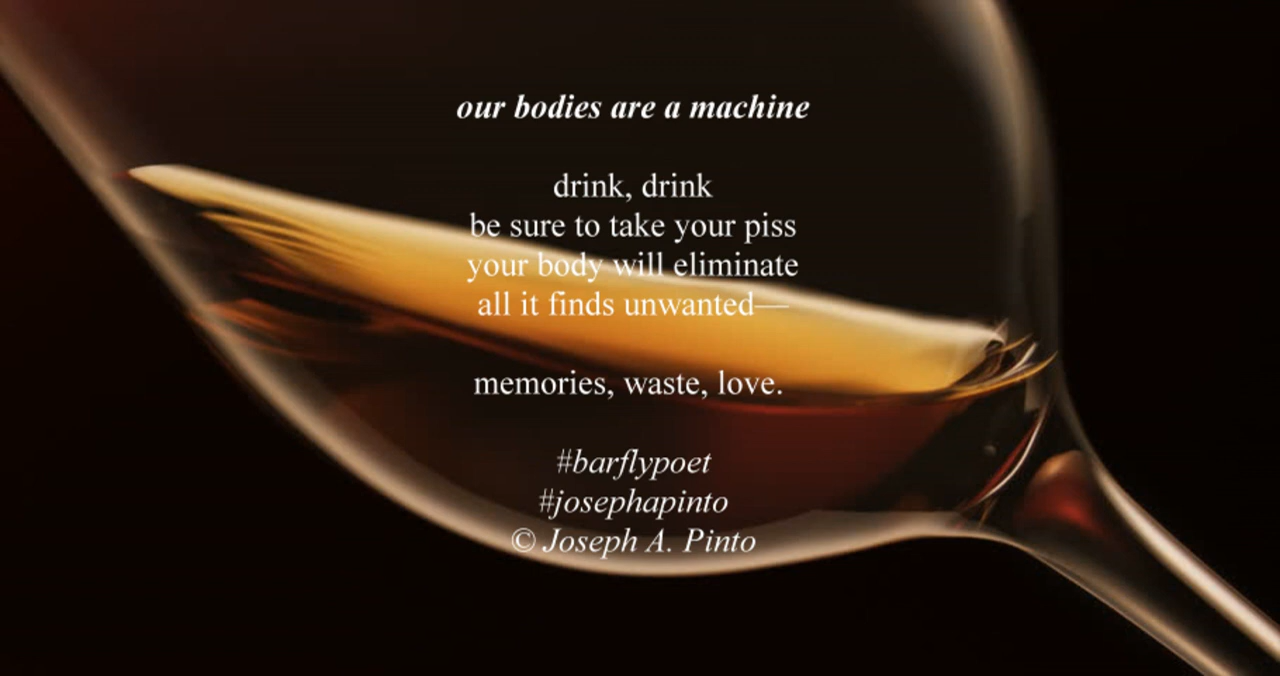 our bodies are a machine
drink, drink
be sure to take your piss
your body will eliminate
all it finds unwanted—
memories, waste, love.
#barflypoet
#josephapinto
© Joseph A. Pinto